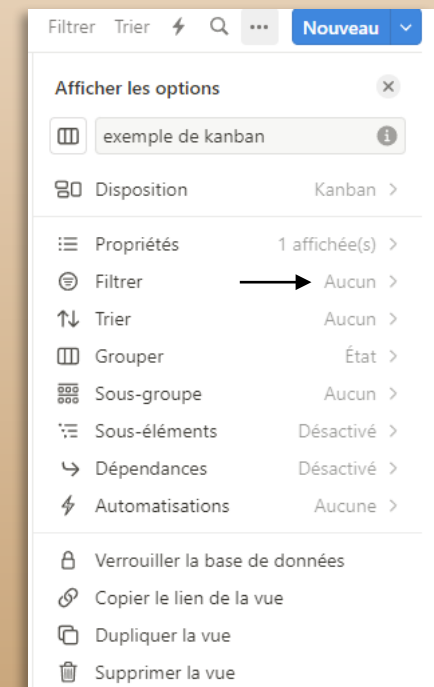 Filtrer Trier Nouveau
Afficher les options
exemple de kanban
Disposition Kanban
Propriétés 1 affichée(s)
Filtrer Aucun
Trier Aucun
Grouper État
Sous-groupe Aucun
Sous-éléments Désactivé
Dépendances Désactivé
Automatisations Aucune
Verrouiller la base de données
Copier le lien de la vue
Dupliquer la vue
Supprimer la vue